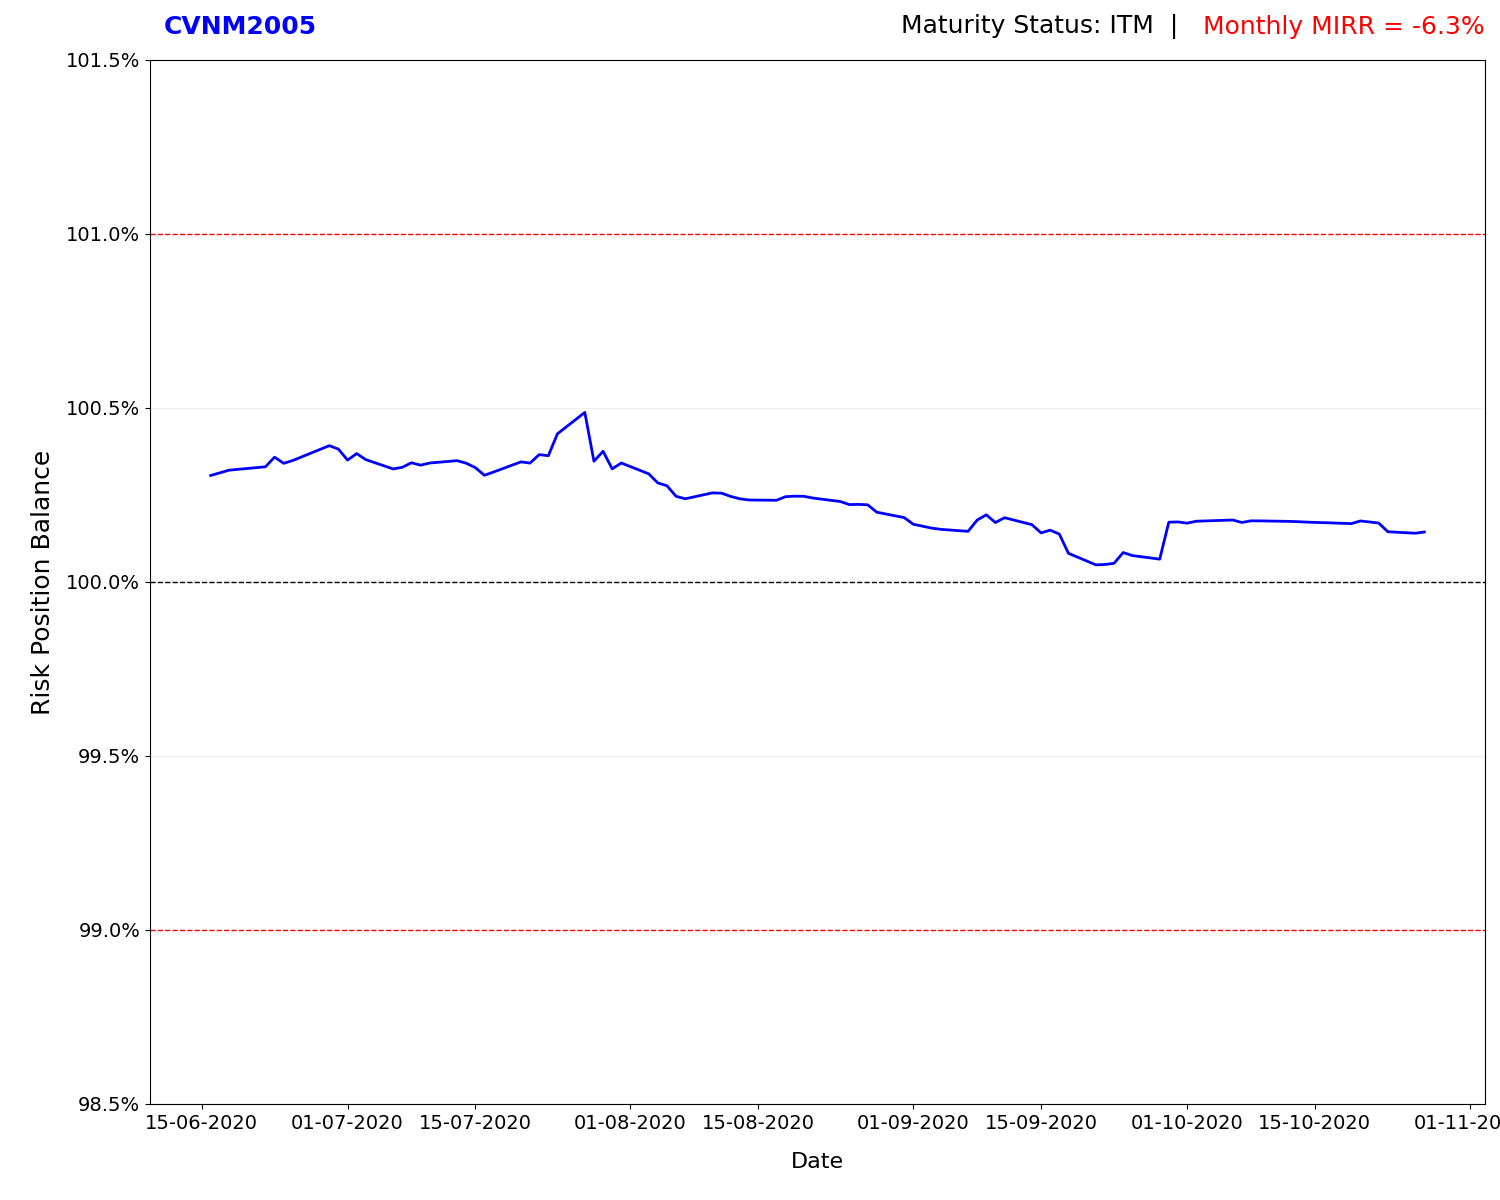 CVNM2005
Maturity Status: ITM | Monthly MIRR = -6.3%
101.5%
101.0%
100.5%
100.0%
99.5%
99.0%
98.5%
Risk Position Balance
15-06-2020 01-07-2020 15-07-2020 01-08-2020 15-08-2020 01-09-2020 15-09-2020 01-10-2020 15-10-2020 01-11-20
Date